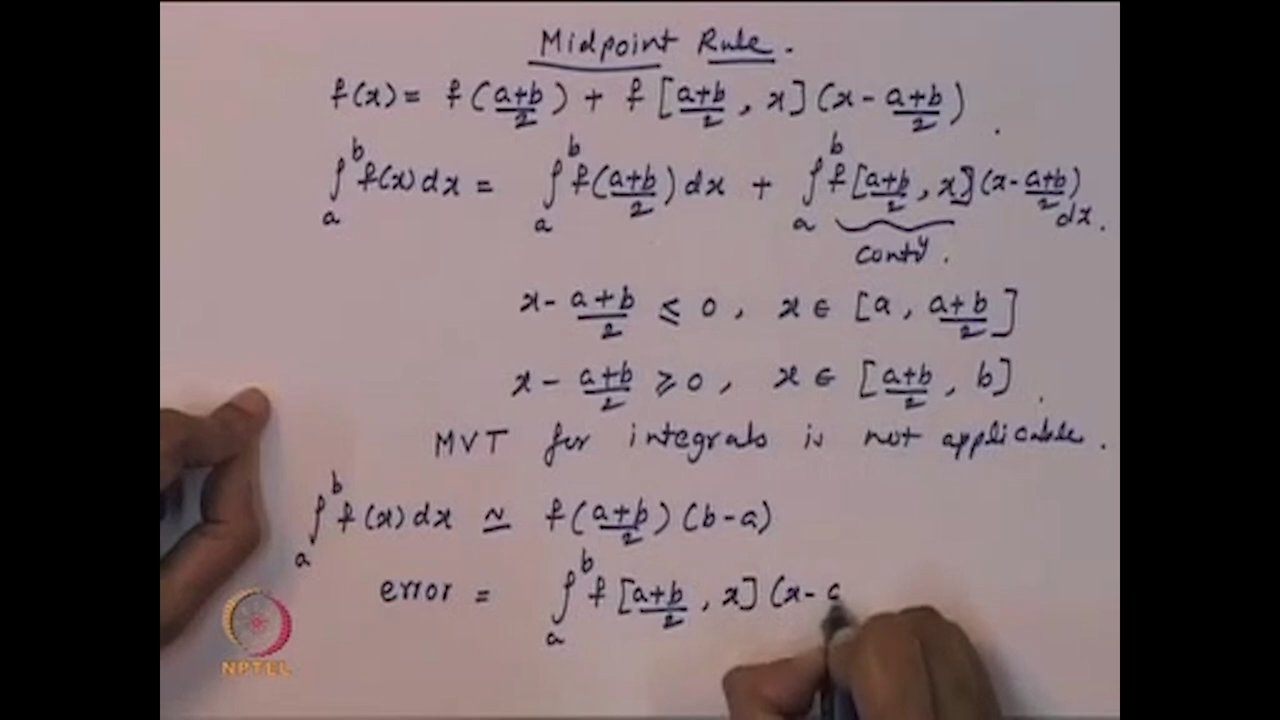 Midpoint Rule.
f(x) = f(a+b/2) + f[a+b/2, x](x - a+b/2).
∫_a^b f(x) dx = ∫_a^b f(a+b/2) dx + ∫_a^b f[a+b/2, x](x - a+b/2) dx.
conty.
x - a+b/2 ≤ 0, x ∈ [a, a+b/2]
x - a+b/2 ≥ 0, x ∈ [a+b/2, b].
MVT for integrals is not applicable.
∫_a^b f(x) dx ≃ f(a+b/2)(b-a)
error = ∫_a^b f[a+b/2, x](x - a
NPTEL